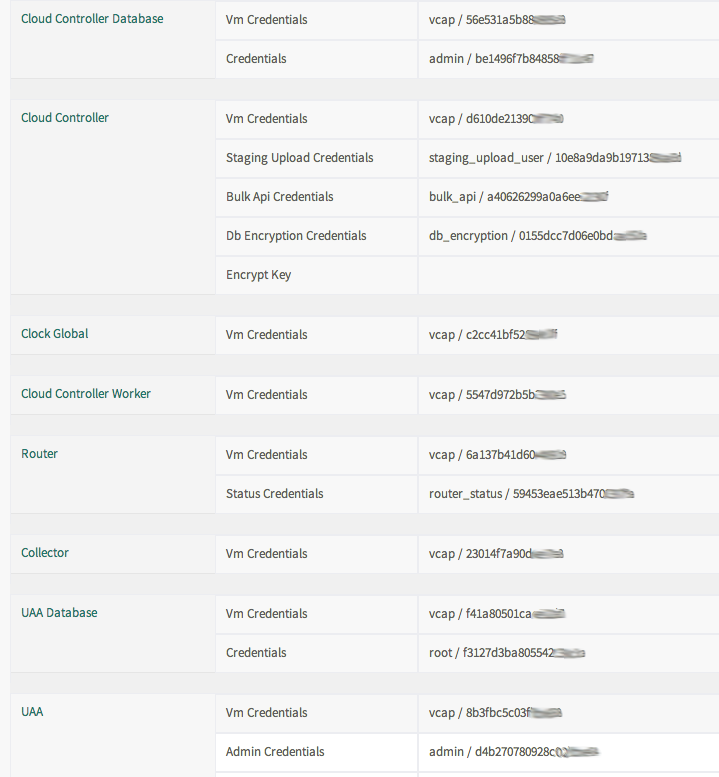 Cloud Controller Database Vm Credentials vcap / 56e531a5b88
Credentials admin / be1496f7b84858
Cloud Controller Vm Credentials vcap / d610de2139
Staging Upload Credentials staging_upload_user / 10e8a9da9b19713
Bulk Api Credentials bulk_api / a40626299a0a6ee
Db Encryption Credentials db_encryption / 0155dcc7d06e0bd
Encrypt Key
Clock Global Vm Credentials vcap / c2cc41bf52
Cloud Controller Worker Vm Credentials vcap / 5547d972b5b
Router Vm Credentials vcap / 6a137b41d60
Status Credentials router_status / 59453eae513b470
Collector Vm Credentials vcap / 23014f7a90d
UAA Database Vm Credentials vcap / f41a80501ca
Credentials root / f3127d3ba805542
UAA Vm Credentials vcap / 8b3fbc5c03f
Admin Credentials admin / d4b270780928c